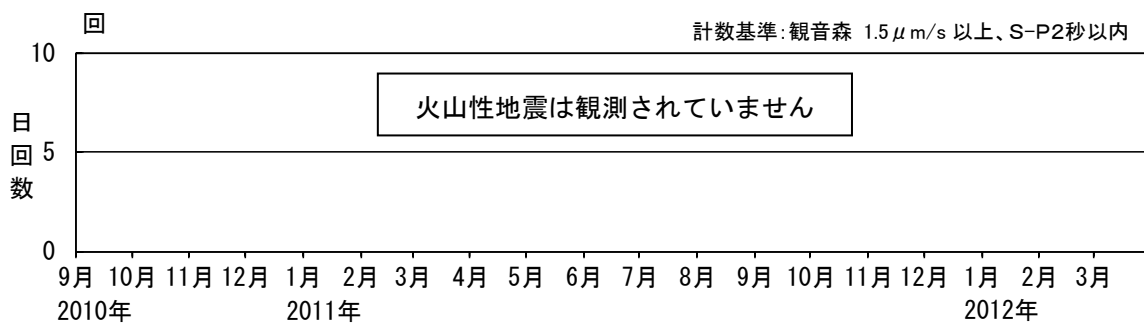 回
計数基準:観音森 1.5μm/s 以上、S-P2秒以内
10
火山性地震は観測されていません
日回数
5
0
9月 10月 11月 12月 1月 2月 3月 4月 5月 6月 7月 8月 9月 10月 11月 12月 1月 2月 3月
2010年 2011年 2012年